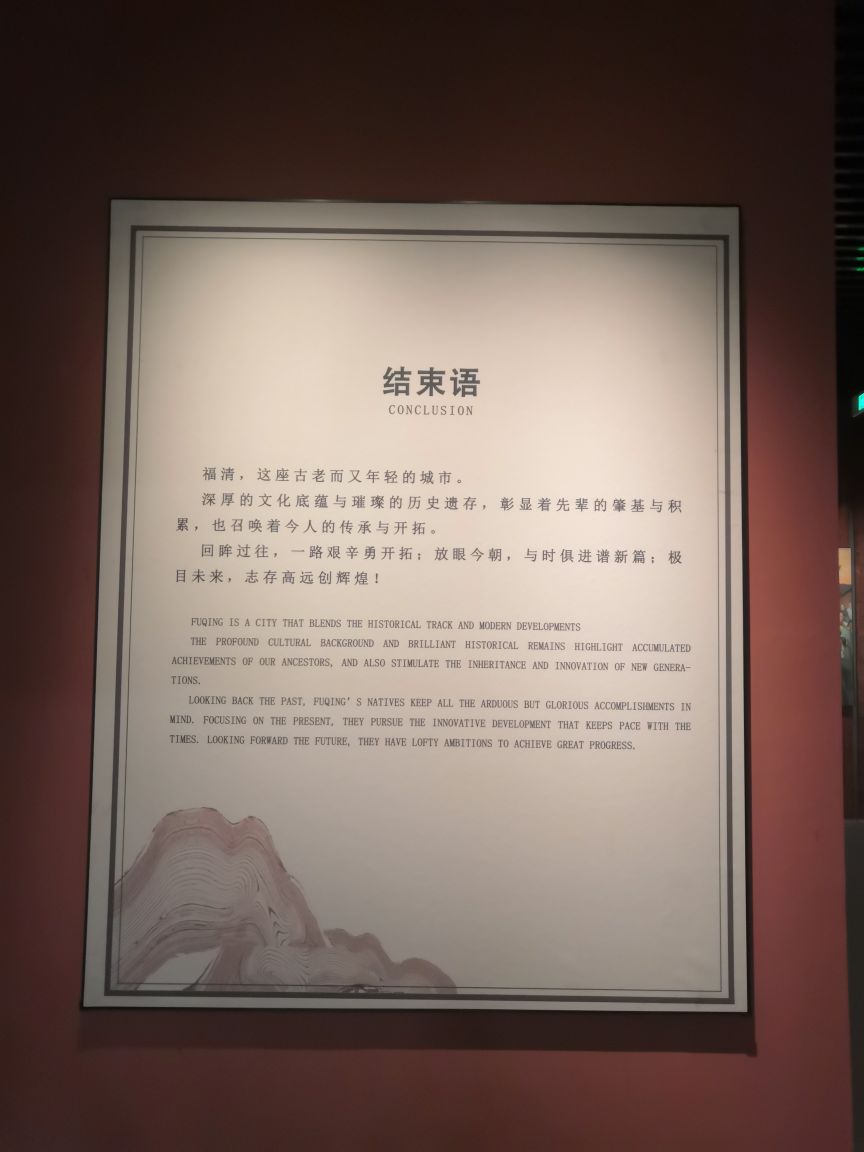 结束语
CONCLUSION
福清，这座古老而又年轻的城市。
深厚的文化底蕴与璀璨的历史遗存，彰显着先辈的肇基与积
累，也召唤着今人的传承与开拓。
回眸过往，一路艰辛勇开拓；放眼今朝，与时俱进谱新篇；极
目未来，志存高远创辉煌！
FUQING IS A CITY THAT BLENDS THE HISTORICAL TRACK AND MODERN DEVELOPMENTS
THE PROFOUND CULTURAL BACKGROUND AND BRILLIANT HISTORICAL REMAINS HIGHLIGHT ACCUMULATED
ACHIEVEMENTS OF OUR ANCESTORS, AND ALSO STIMULATE THE INHERITANCE AND INNOVATION OF NEW GENERA-
TIONS.
LOOKING BACK THE PAST, FUQING'S NATIVES KEEP ALL THE ARDUOUS BUT GLORIOUS ACCOMPLISHMENTS IN
MIND. FOCUSING ON THE PRESENT, THEY PURSUE THE INNOVATIVE DEVELOPMENT THAT KEEPS PACE WITH THE
TIMES. LOOKING FORWARD THE FUTURE, THEY HAVE LOFTY AMBITIONS TO ACHIEVE GREAT PROGRESS.